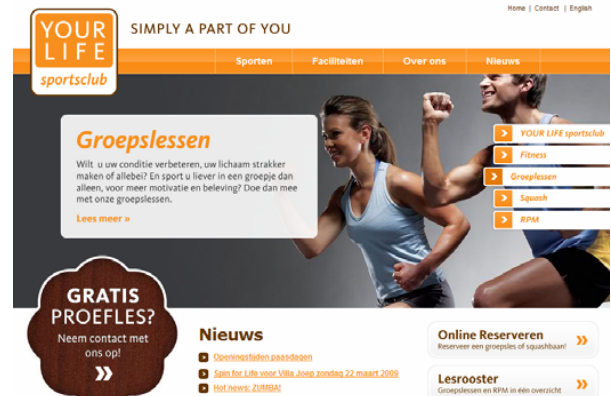 Home | Contact | English
YOUR
LIFE
sportsclub
SIMPLY A PART OF YOU
Sporten Faciliteiten Over ons Nieuws
Groepslessen
Wilt u uw conditie verbeteren, uw lichaam strakker
maken of allebei? En sport u liever in een groepje dan
alleen, voor meer motivatie en beleving? Doe dan mee
met onze groepslessen.
Lees meer »
YOUR LIFE sportsclub
Fitness
Groeplessen
Squash
RPM
GRATIS
PROEFLES?
Neem contact met
ons op!
Nieuws
Openingstijden paasdagen
Spin for Life voor Villa Joep zondag 22 maart 2009
Hot news: ZUMBA!
Online Reserveren
Reserveer een groepsles of squashbaan!
Lesrooster
Groepslessen en RPM in één overzicht